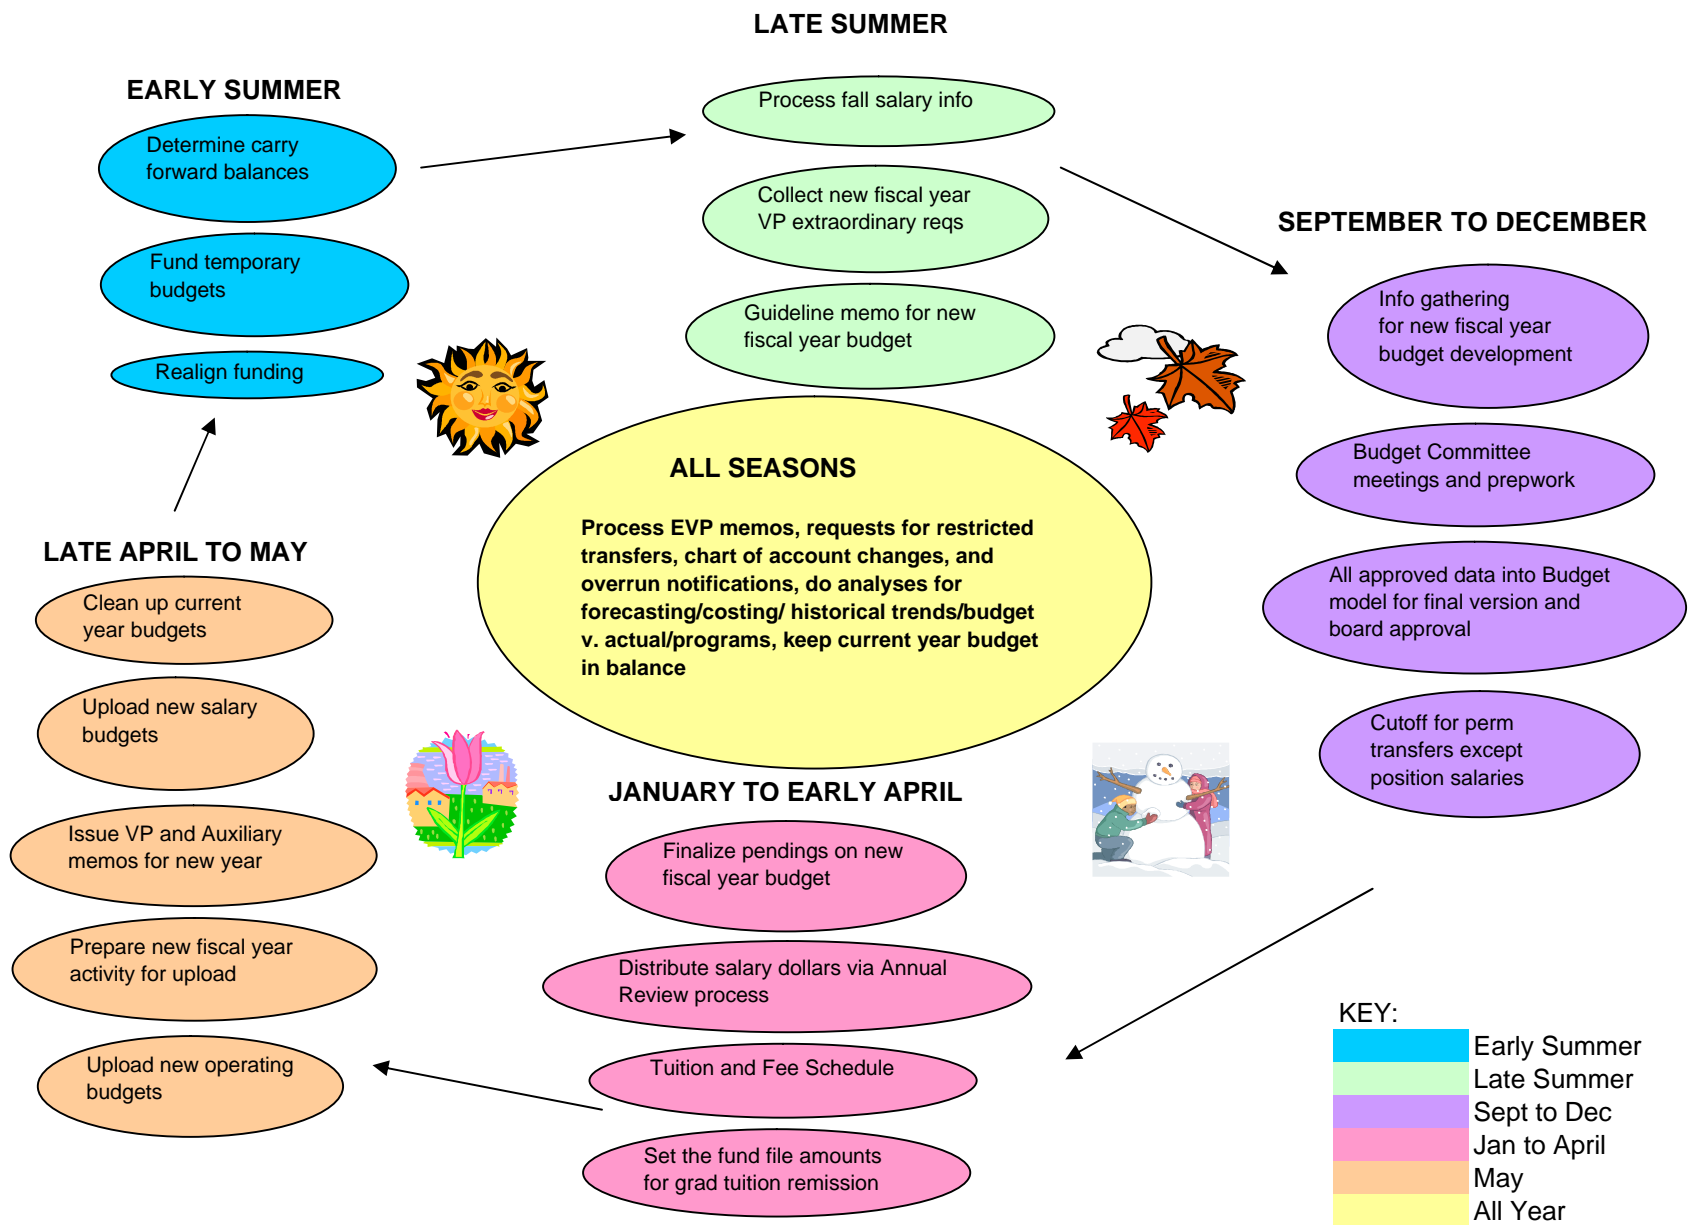 LATE SUMMER
Process fall salary info
Collect new fiscal year
VP extraordinary reqs
Guideline memo for new
fiscal year budget
EARLY SUMMER
Determine carry
forward balances
Fund temporary
budgets
Realign funding
SEPTEMBER TO DECEMBER
Info gathering
for new fiscal year
budget development
Budget Committee
meetings and prepwork
All approved data into Budget
model for final version and
board approval
Cutoff for perm
transfers except
position salaries
ALL SEASONS
Process EVP memos, requests for restricted
transfers, chart of account changes, and
overrun notifications, do analyses for
forecasting/costing/ historical trends/budget
v. actual/programs, keep current year budget
in balance
LATE APRIL TO MAY
Clean up current
year budgets
Upload new salary
budgets
Issue VP and Auxiliary
memos for new year
Prepare new fiscal year
activity for upload
Upload new operating
budgets
JANUARY TO EARLY APRIL
Finalize pendings on new
fiscal year budget
Distribute salary dollars via Annual
Review process
Tuition and Fee Schedule
Set the fund file amounts
for grad tuition remission
KEY:
Early Summer
Late Summer
Sept to Dec
Jan to April
May
All Year